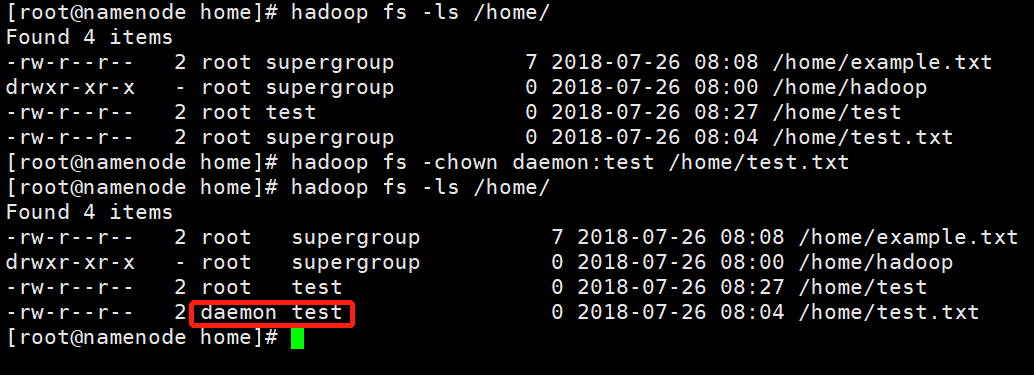 [root@namenode home]# hadoop fs -ls /home/
Found 4 items
-rw-r--r--   2 root supergroup          7 2018-07-26 08:08 /home/example.txt
drwxr-xr-x   - root supergroup          0 2018-07-26 08:00 /home/hadoop
-rw-r--r--   2 root test                0 2018-07-26 08:27 /home/test
-rw-r--r--   2 root supergroup          0 2018-07-26 08:04 /home/test.txt
[root@namenode home]# hadoop fs -chown daemon:test /home/test.txt
[root@namenode home]# hadoop fs -ls /home/
Found 4 items
-rw-r--r--   2 root   supergroup          7 2018-07-26 08:08 /home/example.txt
drwxr-xr-x   - root   supergroup          0 2018-07-26 08:00 /home/hadoop
-rw-r--r--   2 root   test                0 2018-07-26 08:27 /home/test
-rw-r--r--   2 daemon test                0 2018-07-26 08:04 /home/test.txt
[root@namenode home]#